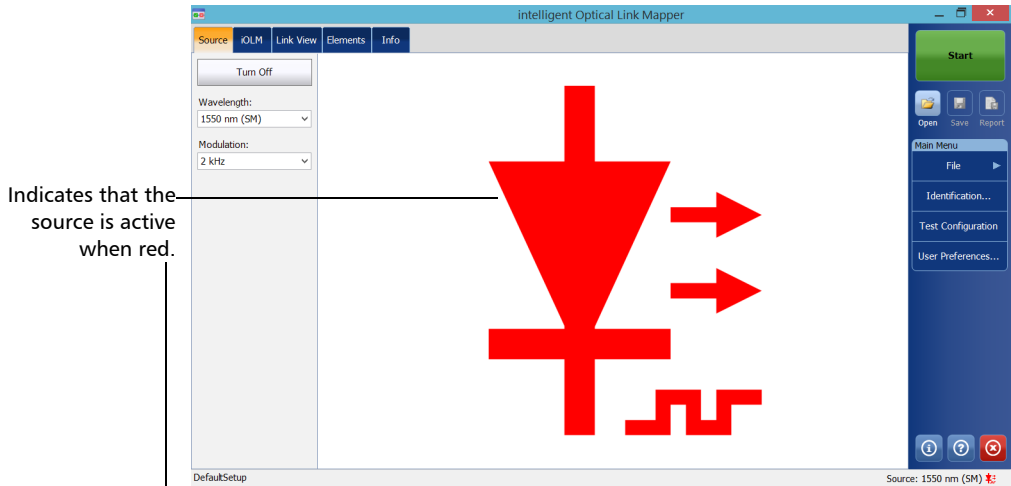 intelligent Optical Link Mapper
Source iOLM Link View Elements Info
Turn Off
Wavelength:
1550 nm (SM)
Modulation:
2 kHz
Indicates that the
source is active
when red.
Start
Open Save Report
Main Menu
File
Identification...
Test Configuration
User Preferences...
DefaultSetup
Source: 1550 nm (SM)